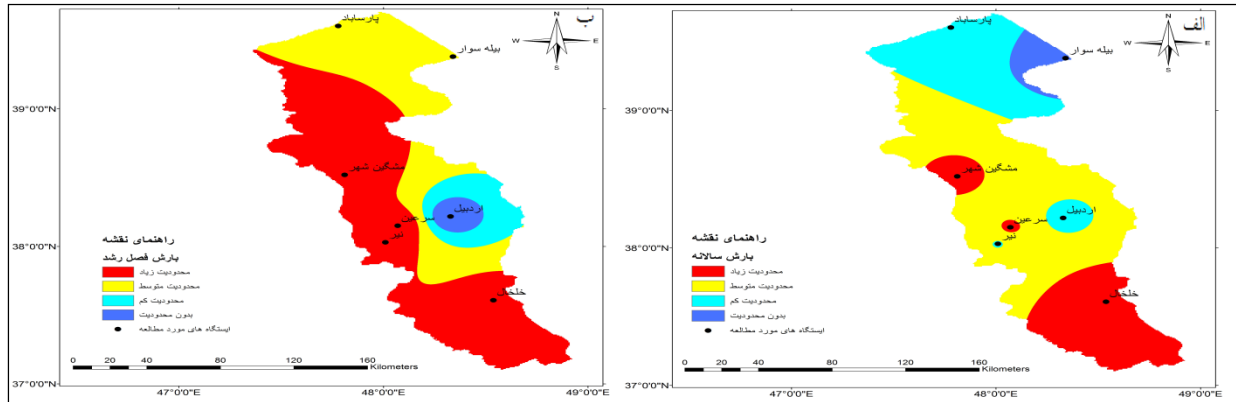 الف
N
W E
S
پارساباد
بیله سوار
39°0'0"N
مشگین شهر
اردبیل
سرعین
نیر
38°0'0"N
خلخال
راهنمای نقشه
بارش سالانه
محدودیت زیاد
محدودیت متوسط
محدودیت کم
بدون محدودیت
ایستگاه های مورد مطالعه
0 20 40 80 120 160
Kilometers
37°0'0"N
47°0'0"E 48°0'0"E 49°0'0"E
ب
N
W E
S
پارساباد
بیله سوار
39°0'0"N
مشگین شهر
اردبیل
سرعین
نیر
38°0'0"N
خلخال
راهنمای نقشه
بارش فصل رشد
محدودیت زیاد
محدودیت متوسط
محدودیت کم
بدون محدودیت
ایستگاه های مورد مطالعه
0 20 40 80 120 160
Kilometers
37°0'0"N
47°0'0"E 48°0'0"E 49°0'0"E